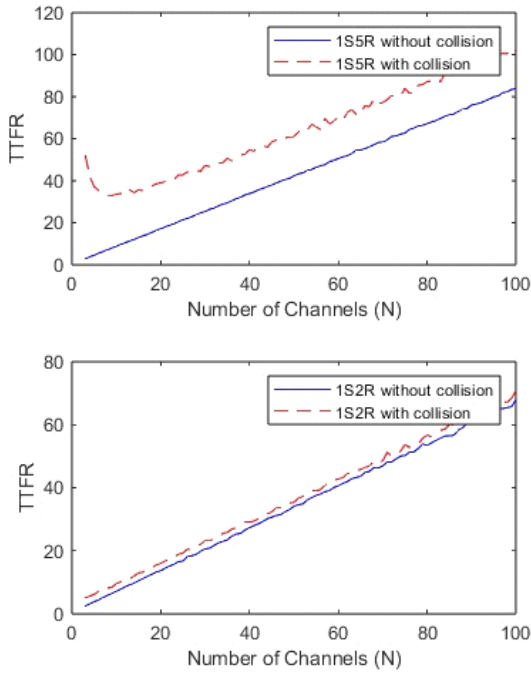 120
100
80
60
40
20
0
TTFR
1S5R without collision
1S5R with collision
0 20 40 60 80 100
Number of Channels (N)
80
60
40
20
0
TTFR
1S2R without collision
1S2R with collision
0 20 40 60 80 100
Number of Channels (N)